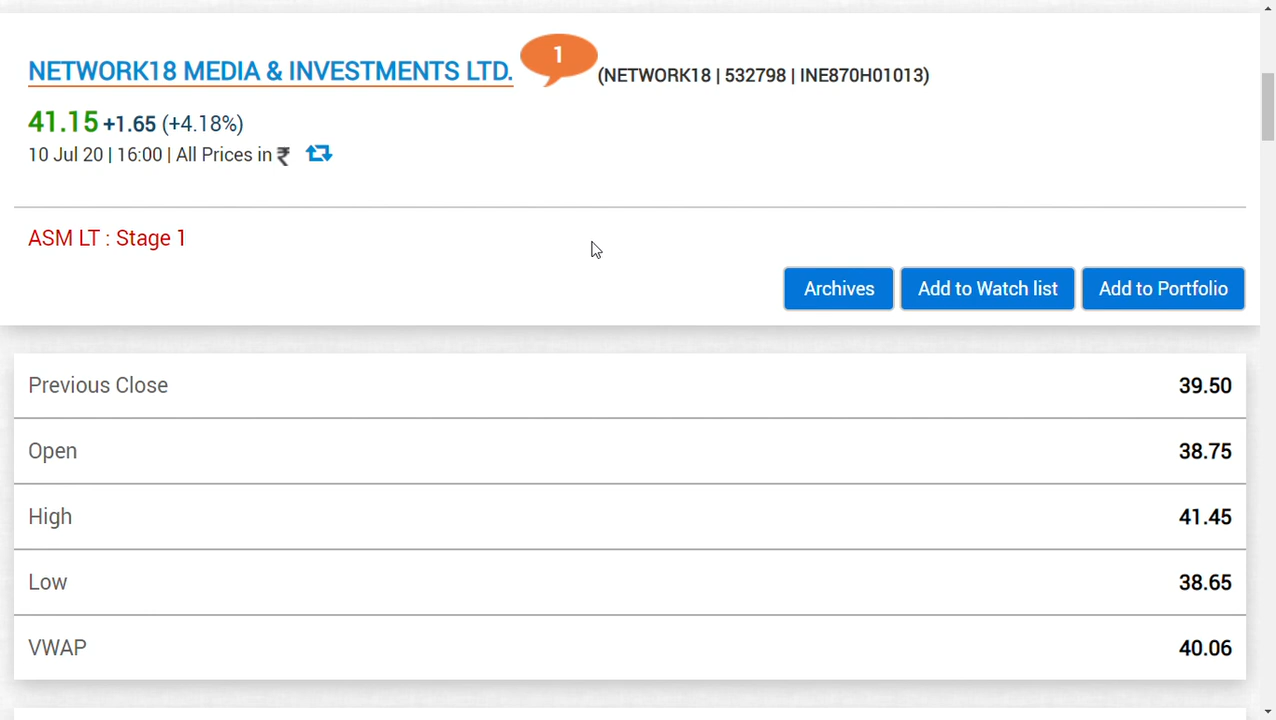 NETWORK18 MEDIA & INVESTMENTS LTD. 1 (NETWORK18 | 532798 | INE870H01013)
41.15 +1.65 (+4.18%)
10 Jul 20 | 16:00 | All Prices in ₹
ASM LT : Stage 1
Archives Add to Watch list Add to Portfolio
Previous Close 39.50
Open 38.75
High 41.45
Low 38.65
VWAP 40.06